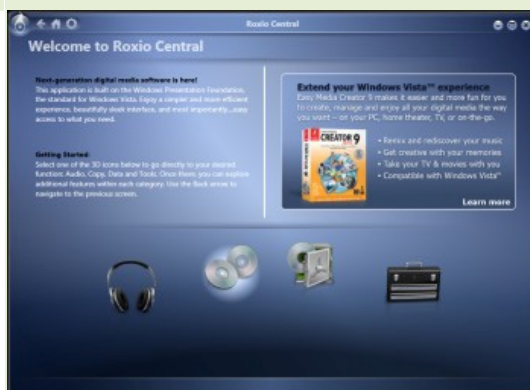 Roxio Central
Welcome to Roxio Central
Next-generation digital media software is here!
This application is built on the Windows Presentation Foundation,
the standard for Windows Vista. Enjoy a simpler and more efficient
experience, beautifully sleek interface, and most importantly...easy
access to what you need.
Getting Started:
Select one of the 3D icons below to go directly to your desired
function: Audio, Copy, Data and Tools. Once there, you can explore
additional features within each category. Use the Back arrow to
navigate to the previous screen.
Extend your Windows Vista™ experience
Easy Media Creator 9 makes it easier and more fun for you
to create, manage and enjoy all your digital media the way
you want – on your PC, home theater, TV, or on-the-go.
CREATOR 9
• Remix and rediscover your music
• Get creative with your memories
• Take your TV & movies with you
• Compatible with Windows Vista™
Learn more